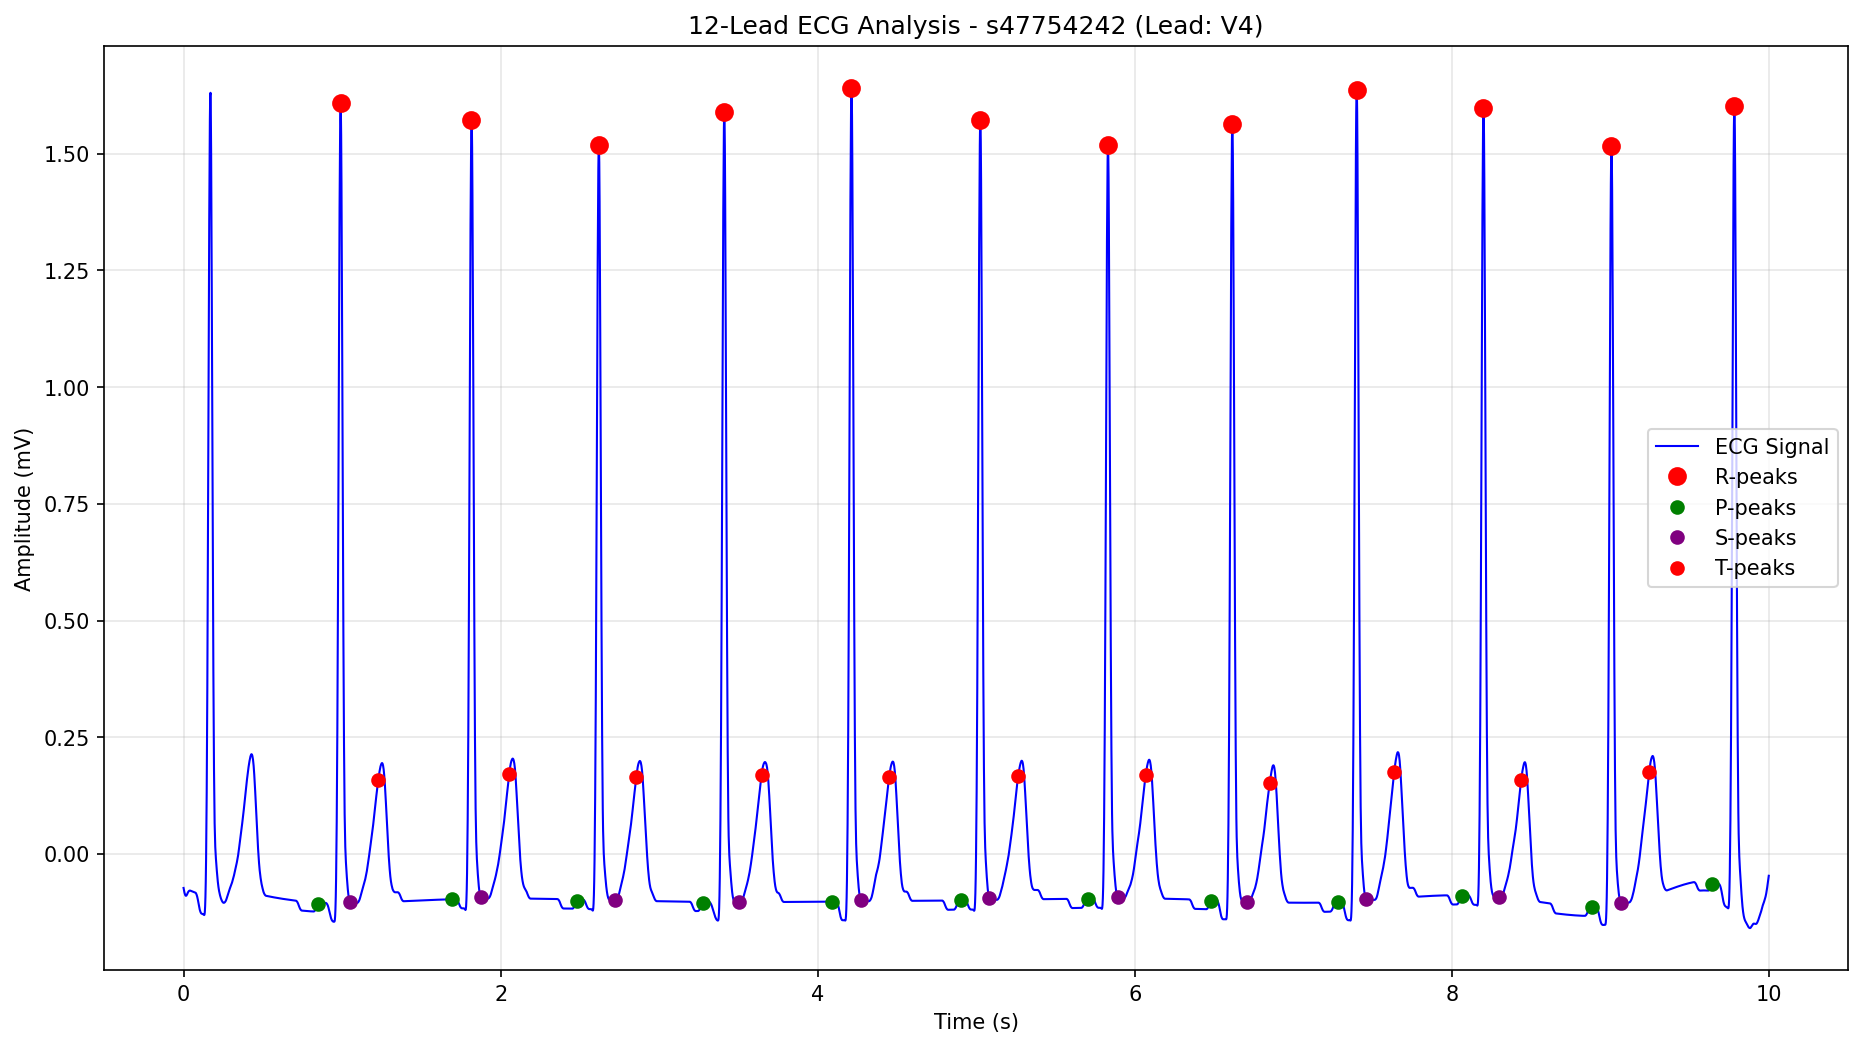 12-Lead ECG Analysis - s47754242 (Lead: V4)
Amplitude (mV)
1.50
1.25
1.00
0.75
0.50
0.25
0.00
ECG Signal
R-peaks
P-peaks
S-peaks
T-peaks
0 2 4 6 8 10
Time (s)